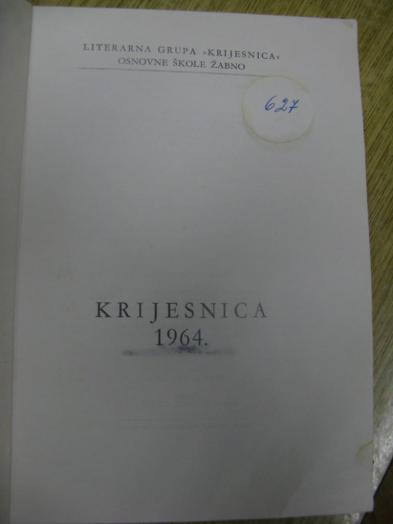 LITERARNA GRUPA »KRIJESNICA«
OSNOVNE ŠKOLE ŽABNO
627
KRIJESNICA
1964.